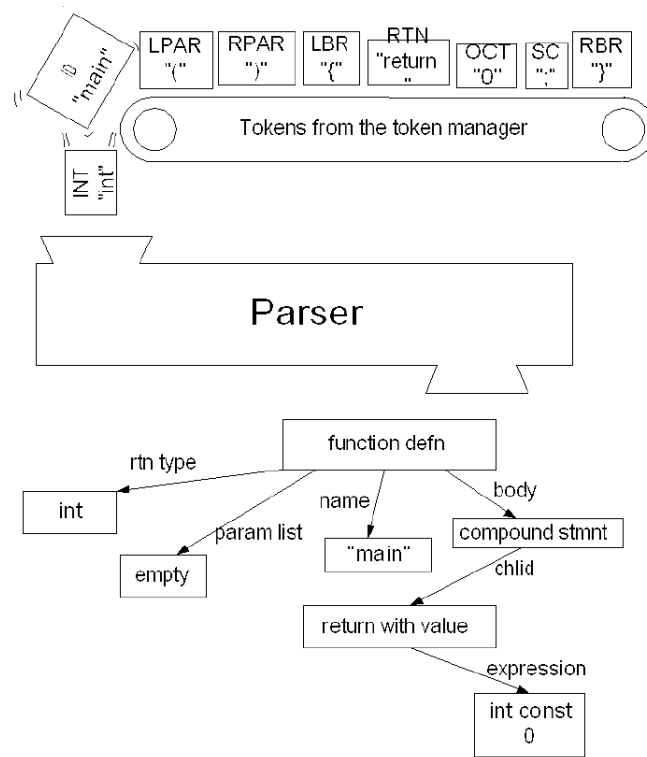 ID
"main"
LPAR
"("
RPAR
")"
LBR
"{"
RTN
"return
"
OCT
"0"
SC
";"
RBR
"}"
Tokens from the token manager
INT
"int"
Parser
function defn
rtn type
int
param list
empty
name
"main"
body
compound stmnt
chlid
return with value
expression
int const
0